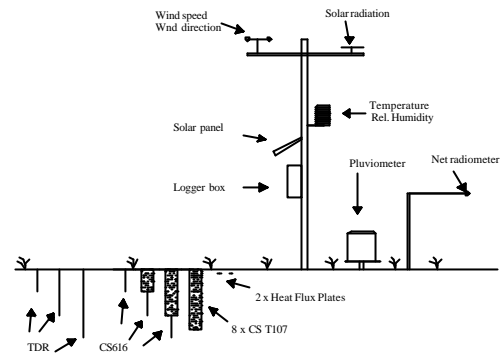 Wind speed
Wnd direction
Solar radiation
Temperature
Rel. Humidity
Solar panel
Pluviometer
Net radiometer
Logger box
2 x Heat Flux Plates
8 x CS T107
TDR
CS616